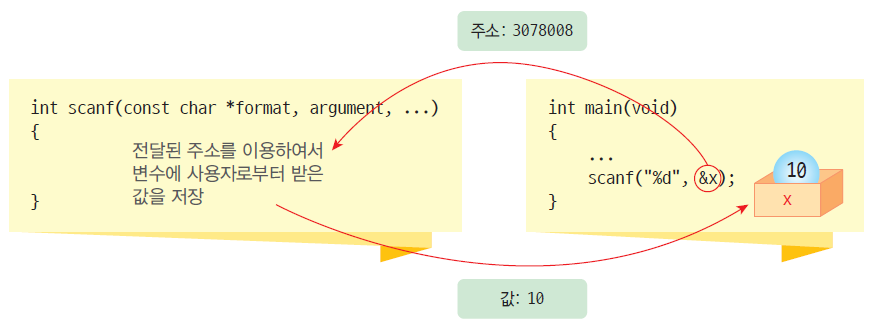 주소: 3078008
int scanf(const char *format, argument, ...)
{
전달된 주소를 이용하여서
변수에 사용자로부터 받은
값을 저장
}
int main(void)
{
...
scanf("%d", &x);
}
10
x
값: 10